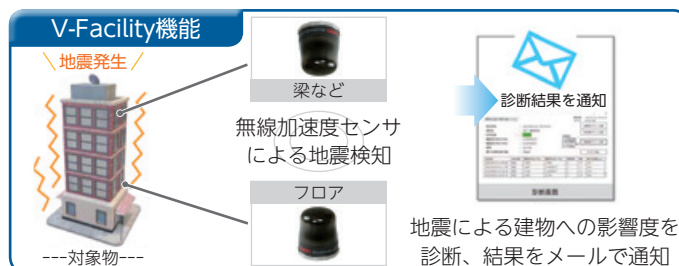 V-Facility機能
地震発生
梁など
無線加速度センサ
による地震検知
フロア
---対象物---
診断結果を通知
診断画面
地震による建物への影響度を
診断、結果をメールで通知